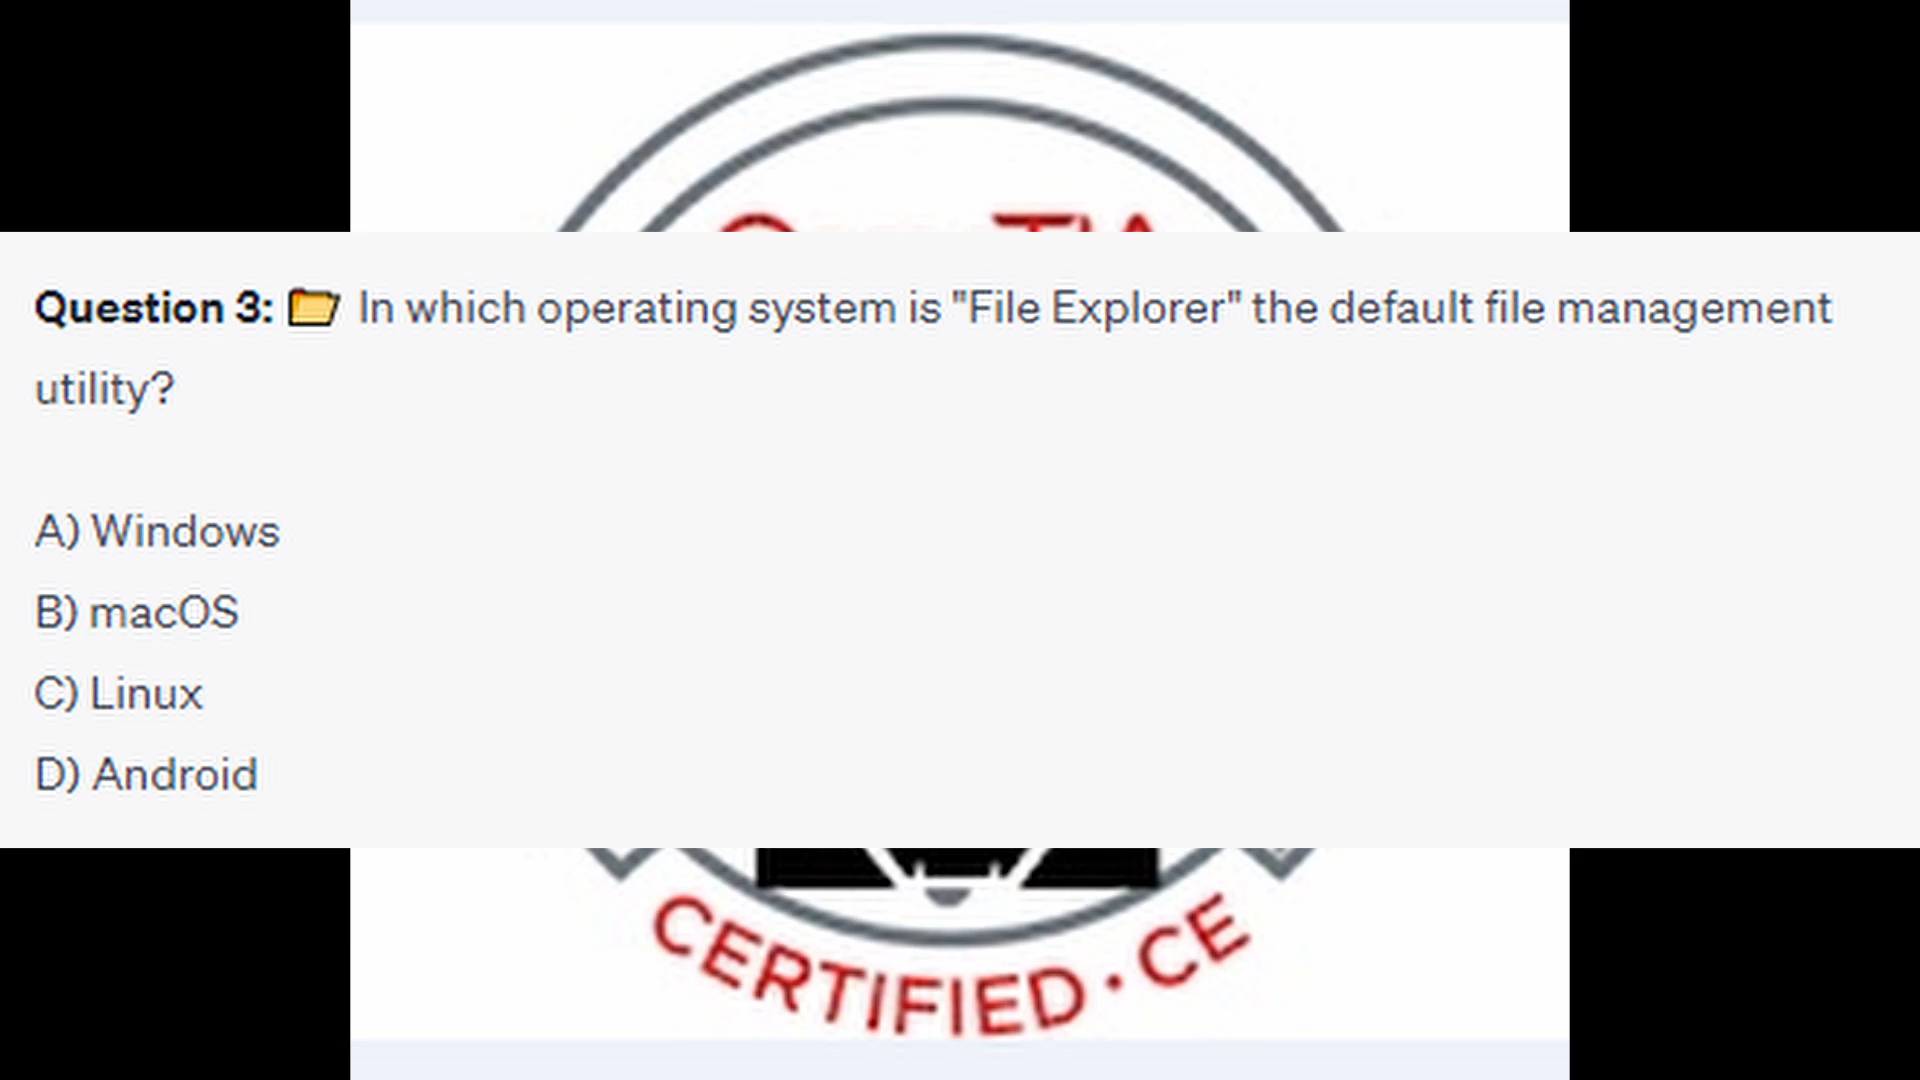 Question 3: 📂 In which operating system is "File Explorer" the default file management
utility?
A) Windows
B) macOS
C) Linux
D) Android
CERTIFIED · CE